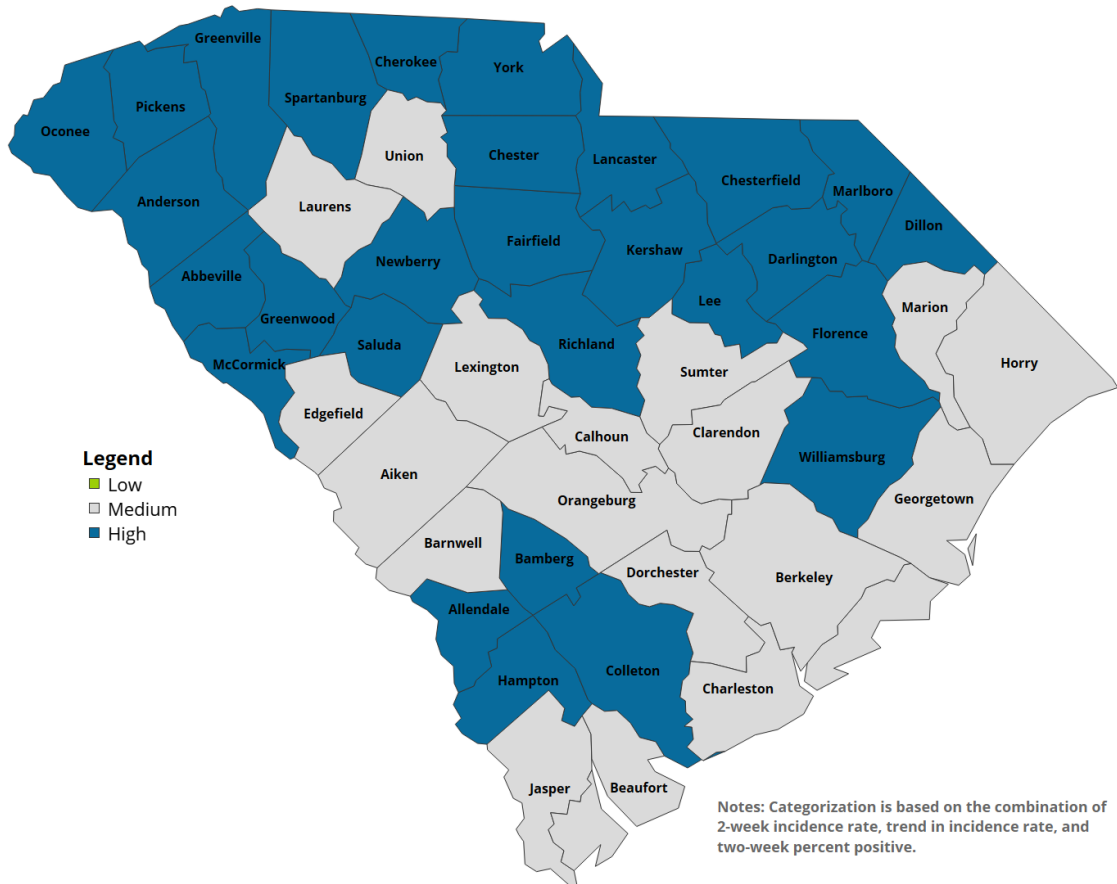 Greenville
Cherokee
York
Spartanburg
Pickens
Oconee
Union
Chester
Lancaster
Chesterfield
Marlboro
Anderson
Laurens
Dillon
Fairfield
Kershaw
Newberry
Darlington
Abbeville
Lee
Marion
Greenwood
Florence
Saluda
Richland
McCormick
Lexington
Sumter
Horry
Edgefield
Calhoun
Clarendon
Williamsburg
Aiken
Orangeburg
Georgetown
Legend
Low
Medium
High
Barnwell
Bamberg
Dorchester
Berkeley
Allendale
Colleton
Hampton
Charleston
Jasper
Beaufort
Notes: Categorization is based on the combination of
2-week incidence rate, trend in incidence rate, and
two-week percent positive.